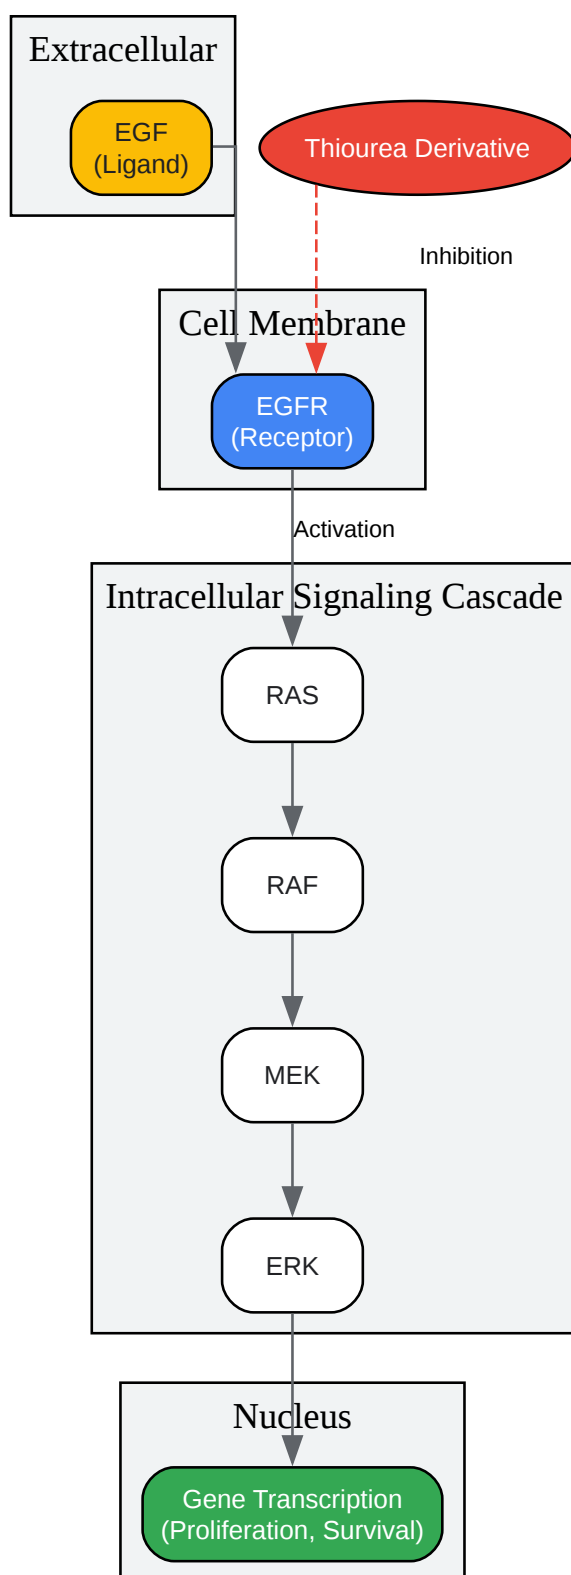 Extracellular
EGF
(Ligand)
Thiourea Derivative
Inhibition
Cell Membrane
EGFR
(Receptor)
Activation
Intracellular Signaling Cascade
RAS
RAF
MEK
ERK
Nucleus
Gene Transcription
(Proliferation, Survival)